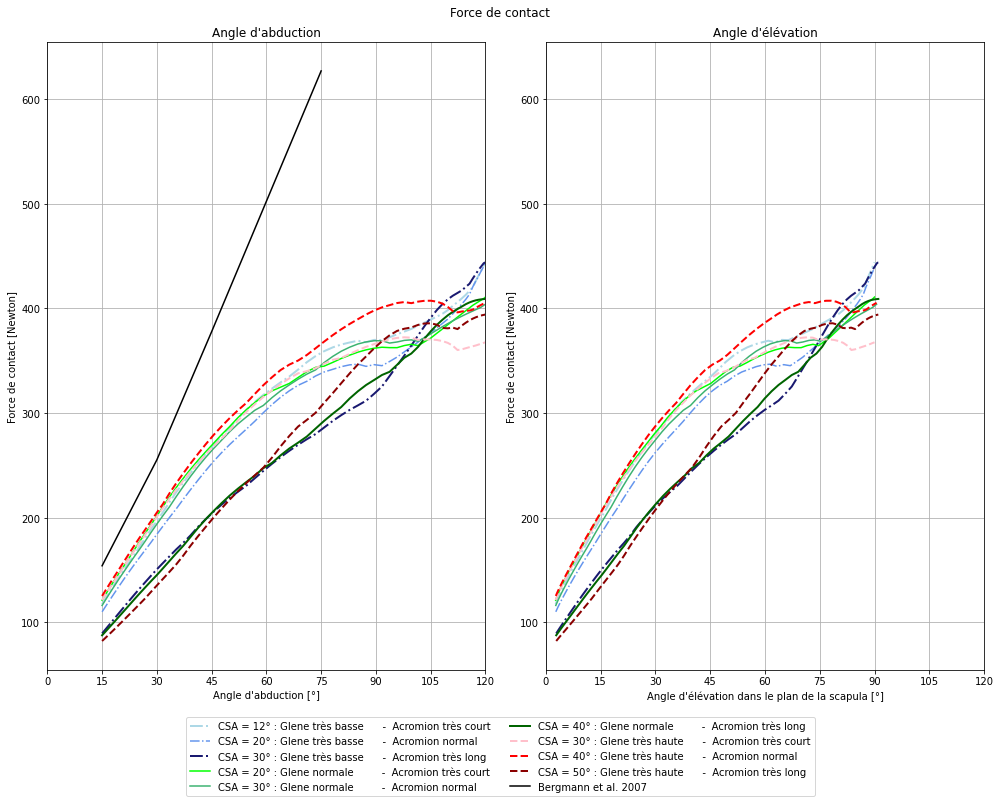 Force de contact
Angle d'abduction
Angle d'élévation
Force de contact [Newton]
600
500
400
300
200
100
0 15 30 45 60 75 90 105 120
Angle d'abduction [°]
Force de contact [Newton]
600
500
400
300
200
100
0 15 30 45 60 75 90 105 120
Angle d'élévation dans le plan de la scapula [°]
CSA = 12° : Glene très basse - Acromion très court
CSA = 20° : Glene très basse - Acromion normal
CSA = 30° : Glene très basse - Acromion très long
CSA = 20° : Glene normale - Acromion très court
CSA = 30° : Glene normale - Acromion normal
CSA = 40° : Glene normale - Acromion très long
CSA = 30° : Glene très haute - Acromion très court
CSA = 40° : Glene très haute - Acromion normal
CSA = 50° : Glene très haute - Acromion très long
Bergmann et al. 2007